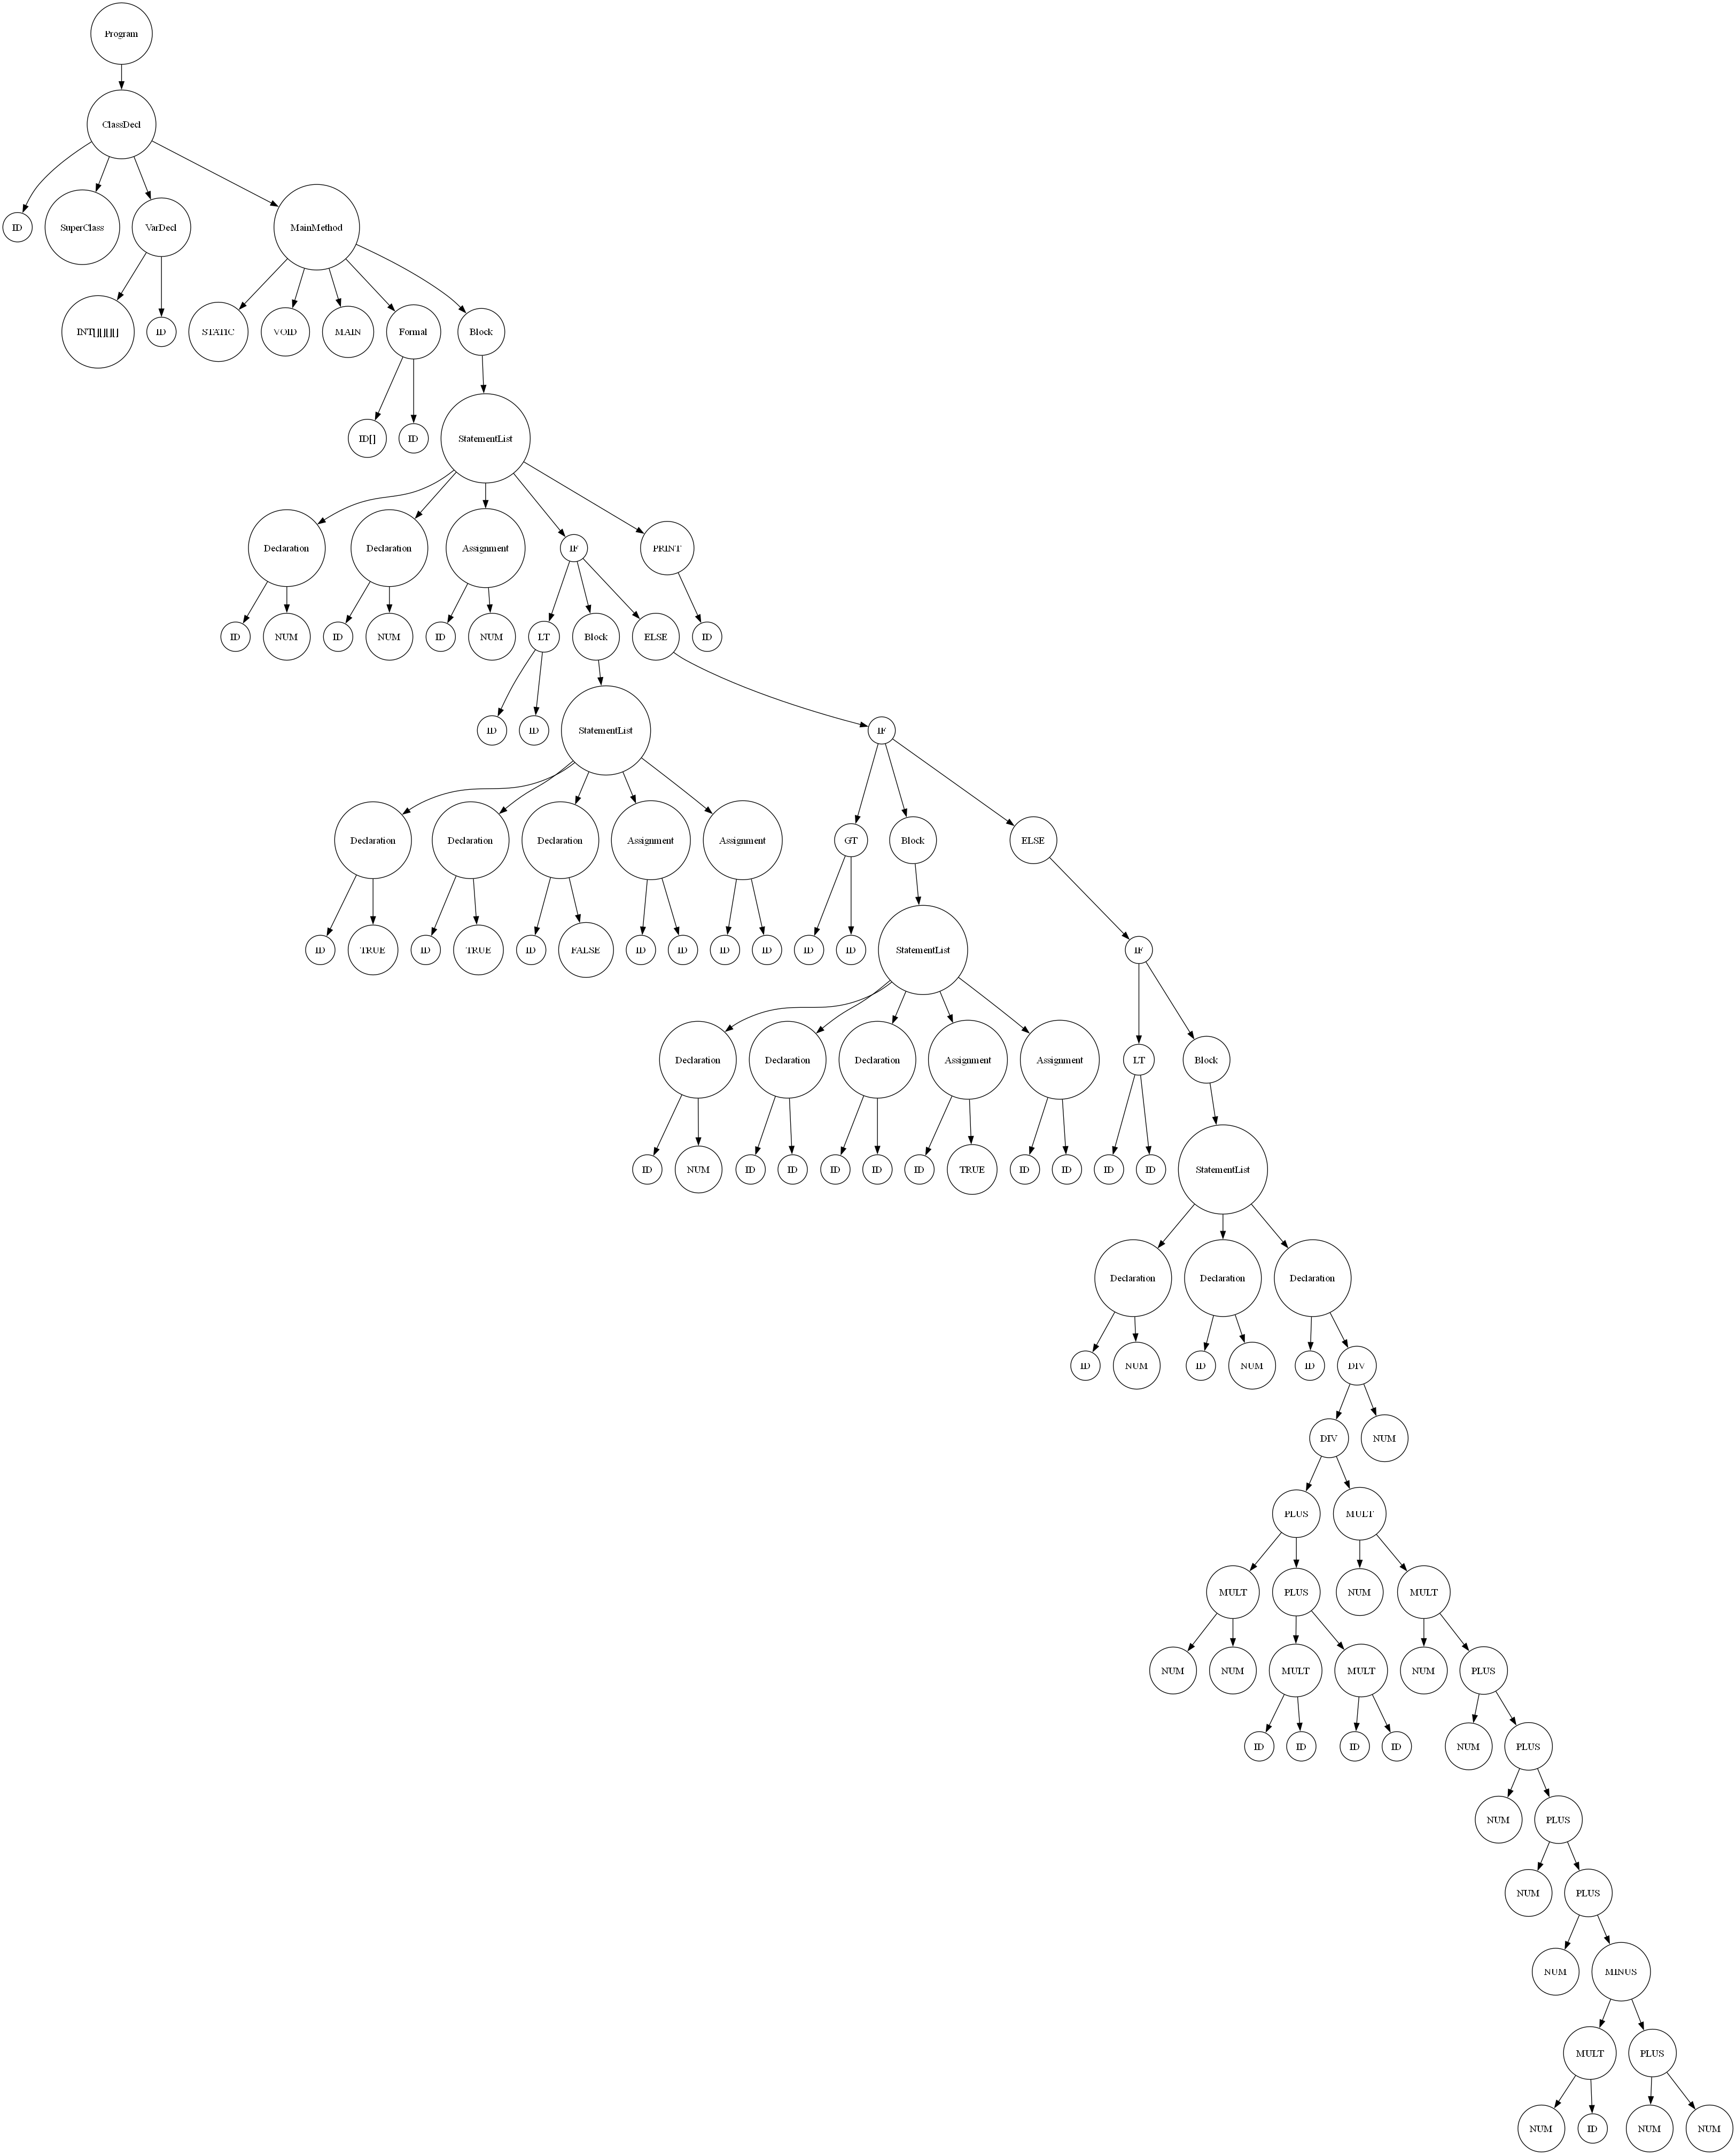 Program
ClassDecl
ID
SuperClass
VarDecl
MainMethod
INT[][][][]
ID
STATIC
VOID
MAIN
Formal
Block
ID[]
ID
StatementList
Declaration
Declaration
Assignment
IF
PRINT
ID
NUM
ID
NUM
ID
NUM
LT
Block
ELSE
ID
ID
ID
StatementList
IF
Declaration
Declaration
Declaration
Assignment
Assignment
GT
Block
ELSE
ID
TRUE
ID
TRUE
ID
FALSE
ID
ID
ID
ID
ID
ID
StatementList
IF
Declaration
Declaration
Declaration
Assignment
Assignment
LT
Block
ID
NUM
ID
ID
ID
ID
ID
TRUE
ID
ID
ID
ID
StatementList
Declaration
Declaration
Declaration
ID
NUM
ID
NUM
ID
DIV
DIV
NUM
PLUS
MULT
MULT
PLUS
NUM
MULT
NUM
NUM
MULT
MULT
NUM
PLUS
ID
ID
ID
ID
NUM
PLUS
NUM
PLUS
NUM
PLUS
NUM
MINUS
MULT
PLUS
NUM
ID
NUM
NUM